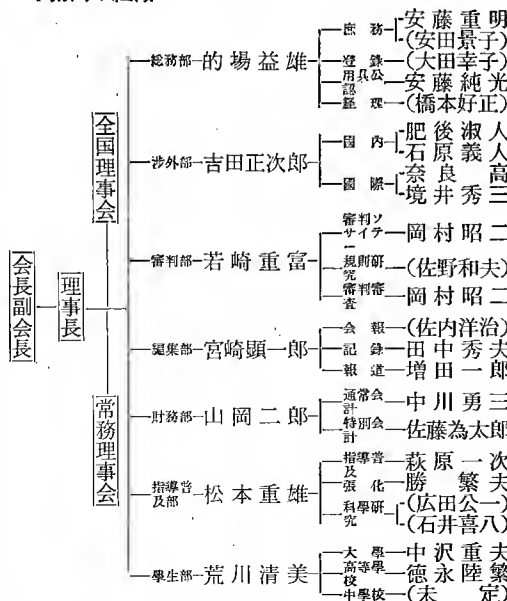 会長副会長
理事長
全国理事会
常務理事会
総務部 的場益雄
庶務 安藤重明
(安田景子)
登録 (大田幸子)
用具公認 安藤純光
経理 (橋本好正)
渉外部 吉田正次郎
國内 肥後淑人
石原義人
國際 奈良高
境井秀三
審判部 若崎重富
審判ソサイテー 岡村昭二
規則研究 (佐野和夫)
審判審査 岡村昭二
編集部 宮崎顕一郎
会報 (佐内洋治)
記録 田中秀夫
報道 増田一郎
財務部 山岡二郎
通常会計 中川勇三
特別会計 佐藤為太郎
指導普及部 松本重雄
指導普及 萩原一次
張化 勝繁夫
科學研究 (広田公一)
(石井喜八)
學生部 荒川清美
大學 中沢重夫
高等學校 徳永陸繁
中學校 (未定)